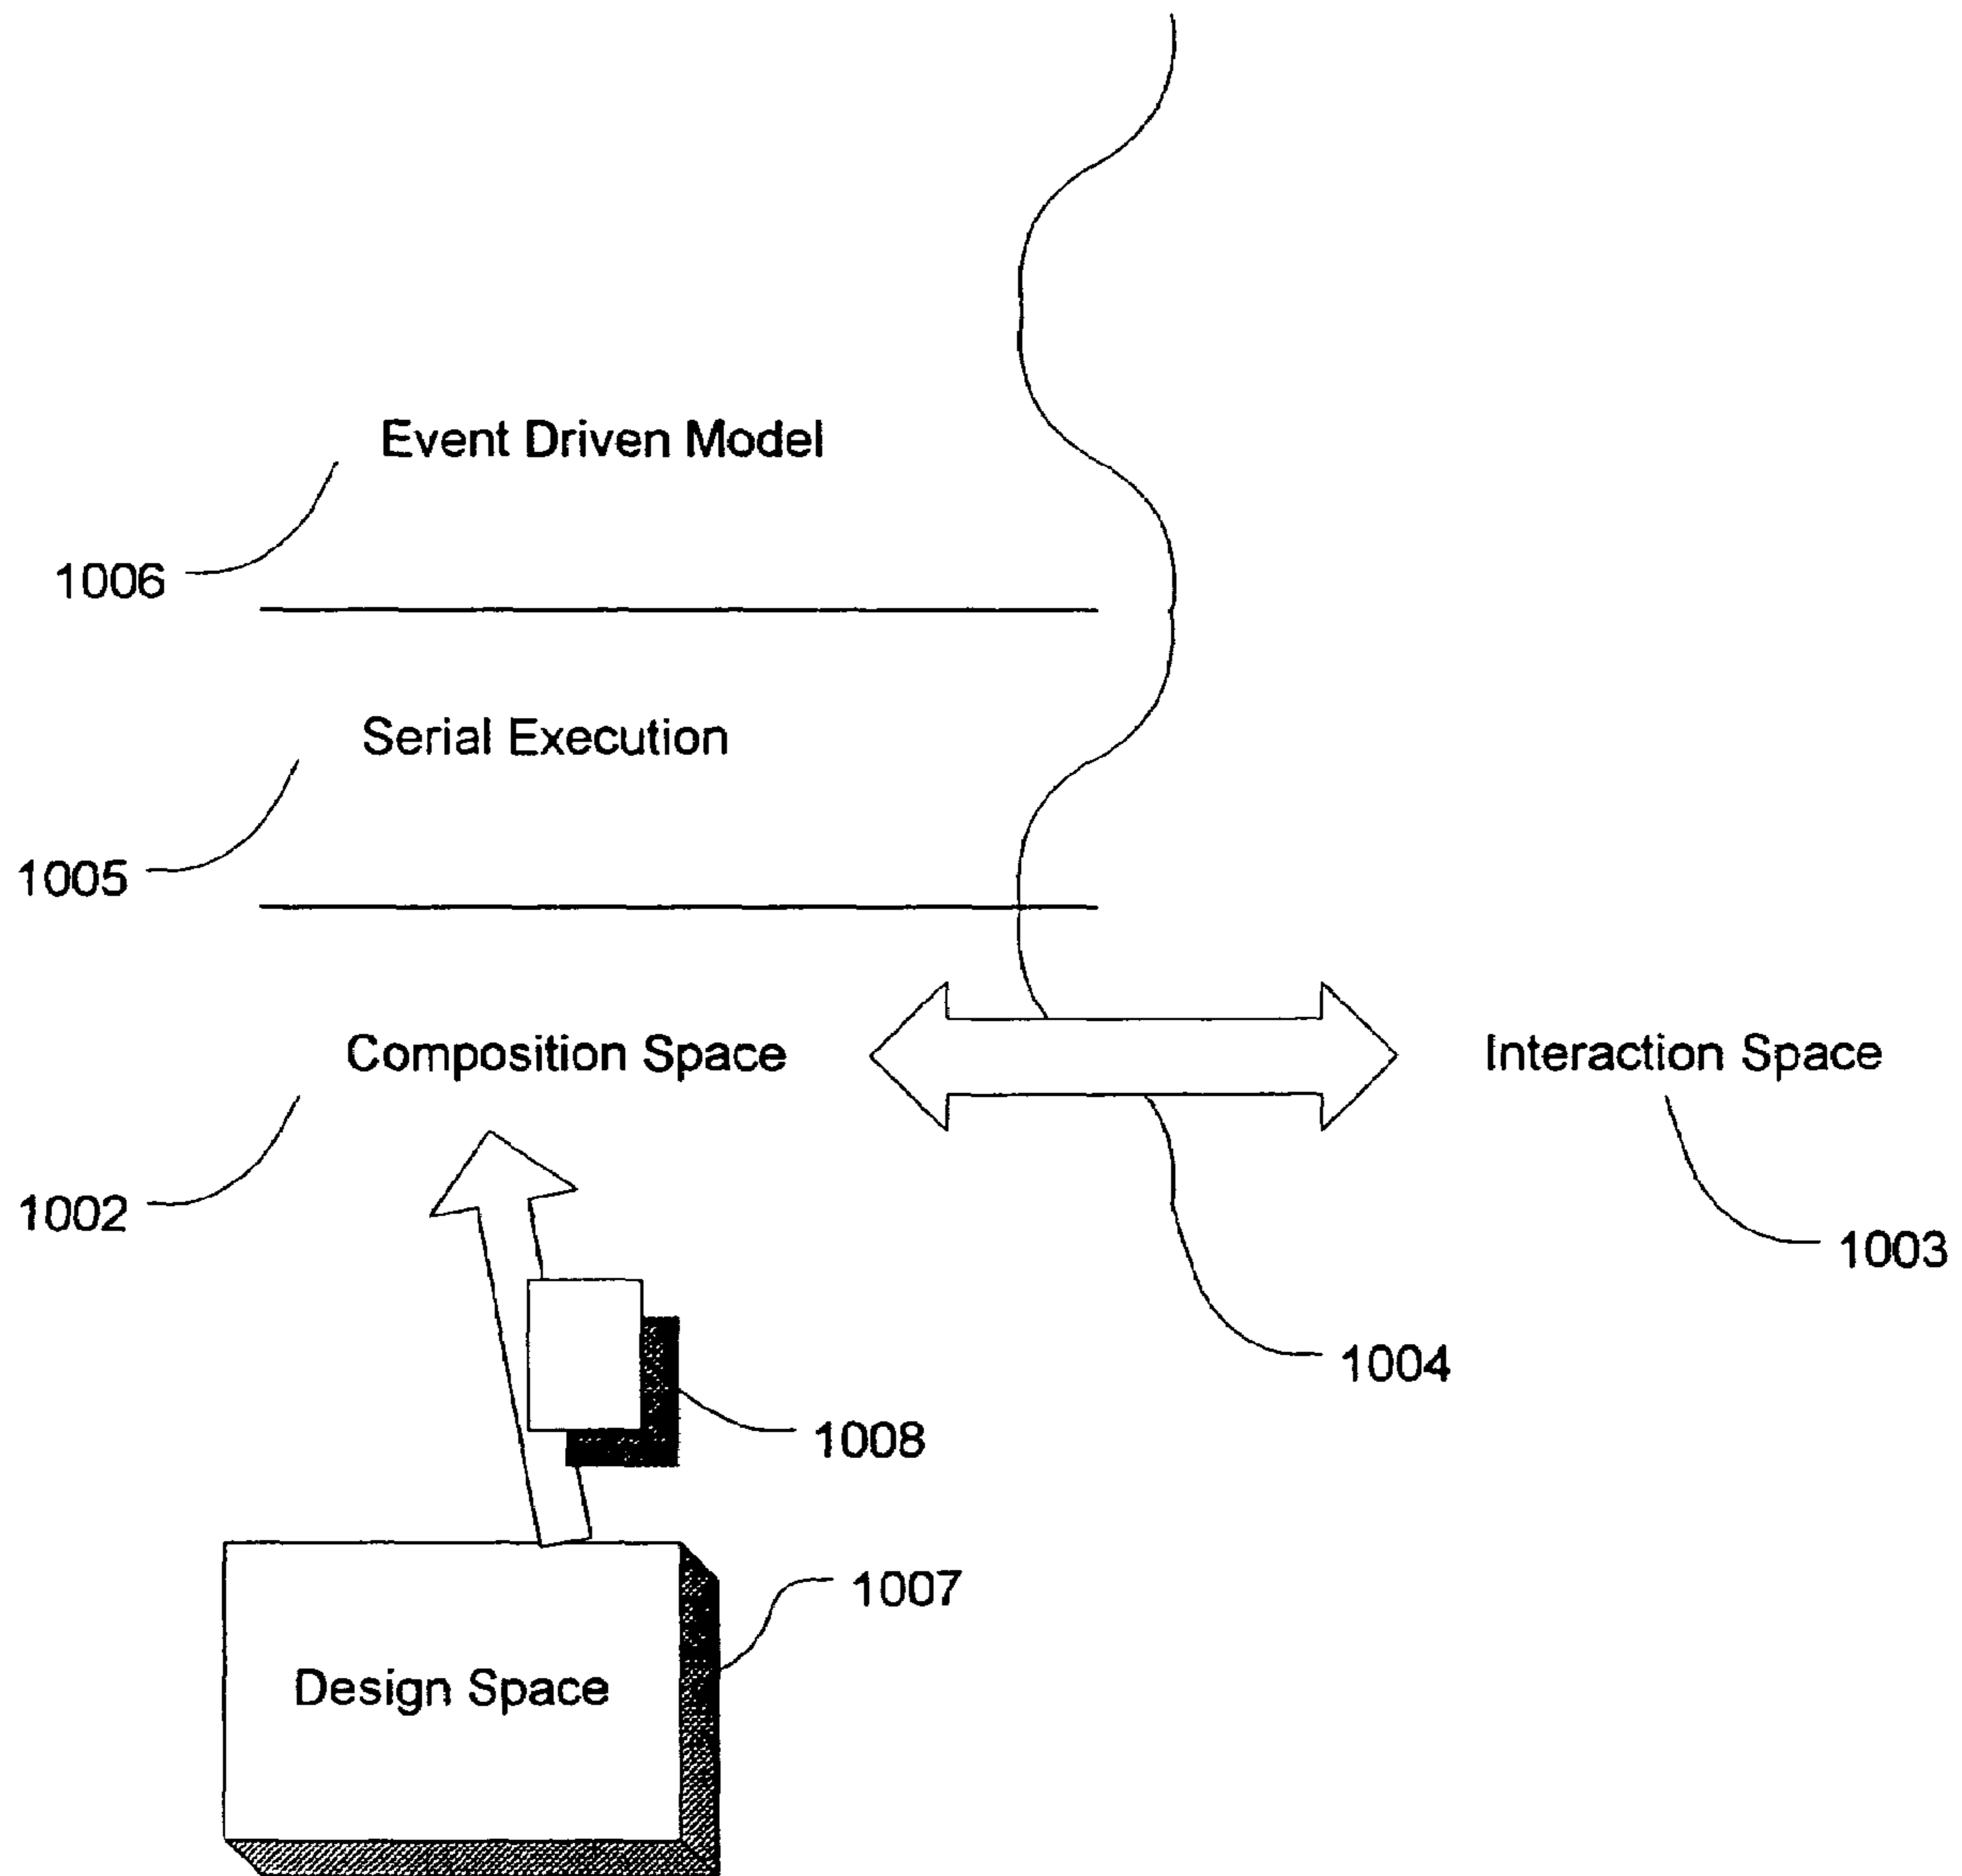 Event Driven Model
1006
Serial Execution
1005
Composition Space
Interaction Space
1002
1003
1004
1008
1007
Design Space